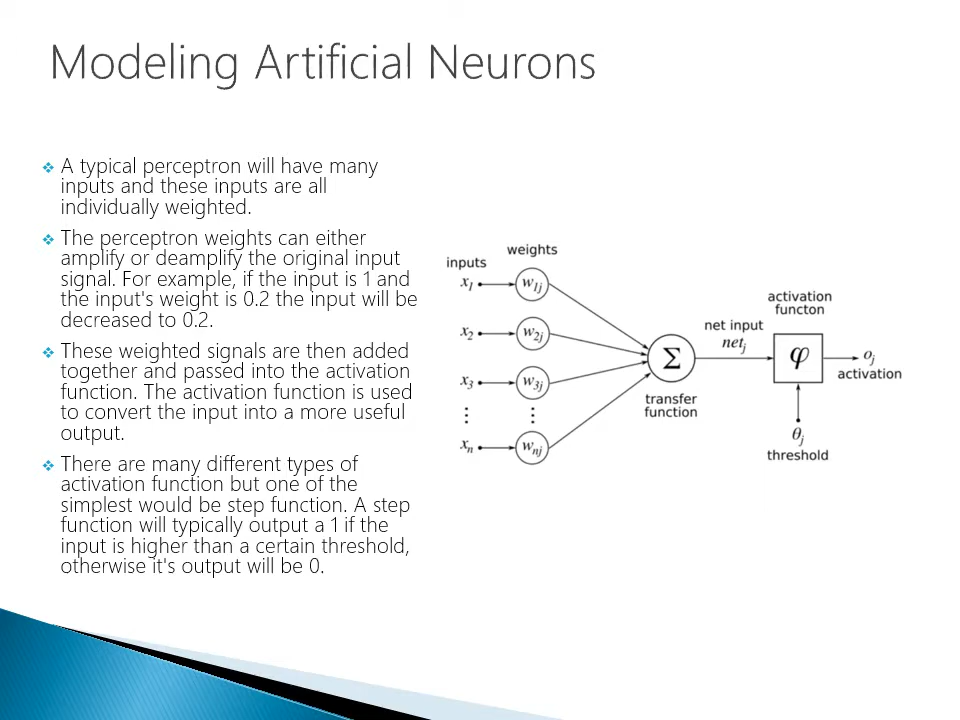 Modeling Artificial Neurons
❖ A typical perceptron will have many
inputs and these inputs are all
individually weighted.
❖ The perceptron weights can either
amplify or deamplify the original input
signal. For example, if the input is 1 and
the input's weight is 0.2 the input will be
decreased to 0.2.
❖ These weighted signals are then added
together and passed into the activation
function. The activation function is used
to convert the input into a more useful
output.
❖ There are many different types of
activation function but one of the
simplest would be step function. A step
function will typically output a 1 if the
input is higher than a certain threshold,
otherwise it's output will be 0.
inputs
weights
x1
w1j
x2
w2j
x3
w3j
⋮ ⋮
xn
wnj
Σ
transfer
function
net input
netj
activation
functon
φ
oj
activation
θj
threshold